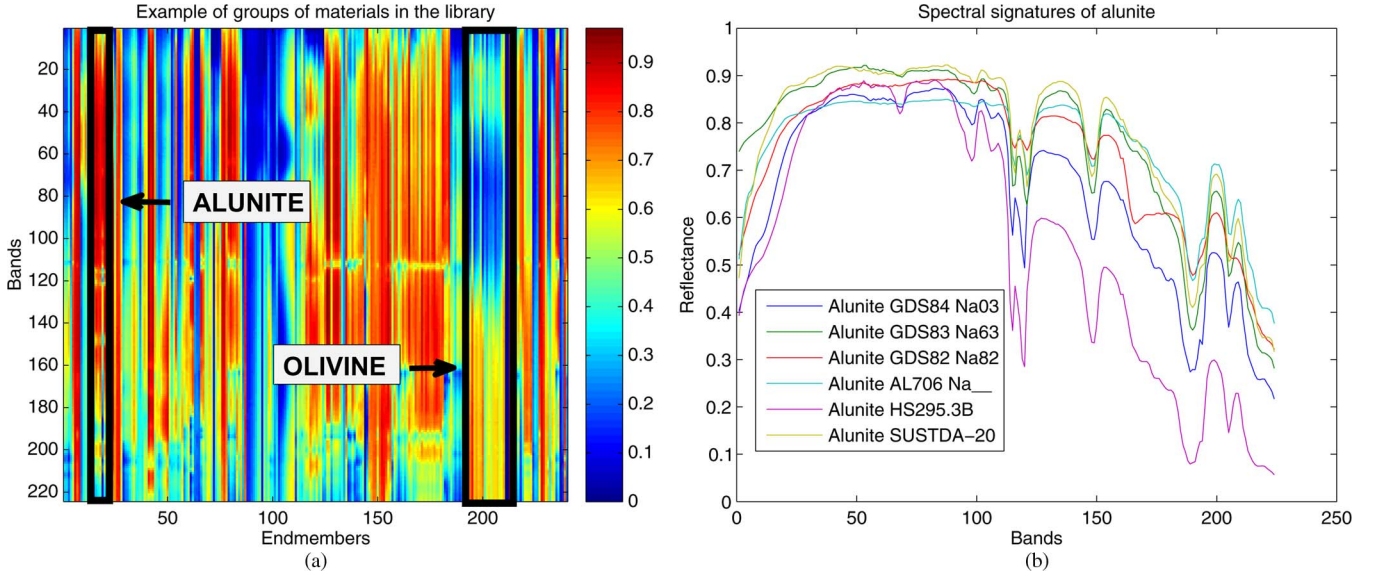 Example of groups of materials in the library
20
40
60
80
100
120
140
160
180
200
220
Bands
ALUNITE
OLIVINE
50
100
150
200
Endmembers
0.9
0.8
0.7
0.6
0.5
0.4
0.3
0.2
0.1
0
(a)
Spectral signatures of alunite
1
0.9
0.8
0.7
0.6
0.5
0.4
0.3
0.2
0.1
0
Reflectance
Alunite GDS84 Na03
Alunite GDS83 Na63
Alunite GDS82 Na82
Alunite AL706 Na__
Alunite HS295.3B
Alunite SUSTDA−20
0
50
100
150
200
250
Bands
(b)